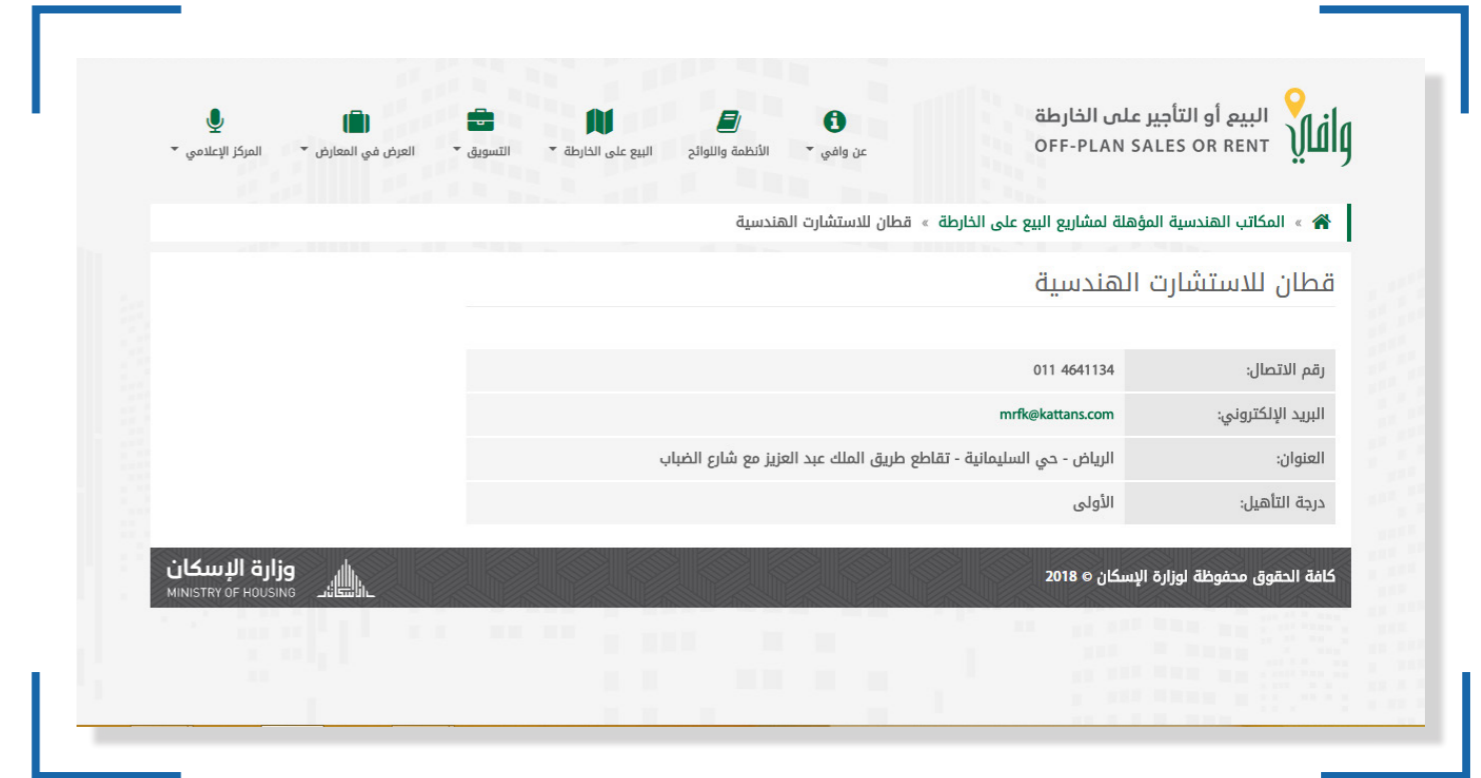 وافي
البيع أو التأجير على الخارطة
OFF-PLAN SALES OR RENT
عن وافي
الأنظمة واللوائح
البيع على الخارطة
التسويق
العرض في المعارض
المركز الإعلامي
» المكاتب الهندسية المؤهلة لمشاريع البيع على الخارطة » قطان للاستشارت الهندسية
قطان للاستشارت الهندسية
رقم الاتصال: 011 4641134
البريد الإلكتروني: mrfk@kattans.com
العنوان: الرياض - حي السليمانية - تقاطع طريق الملك عبد العزيز مع شارع الضباب
درجة التأهيل: الأولى
كافة الحقوق محفوظة لوزارة الإسكان © 2018
الإسكان
وزارة الإسكان
MINISTRY OF HOUSING